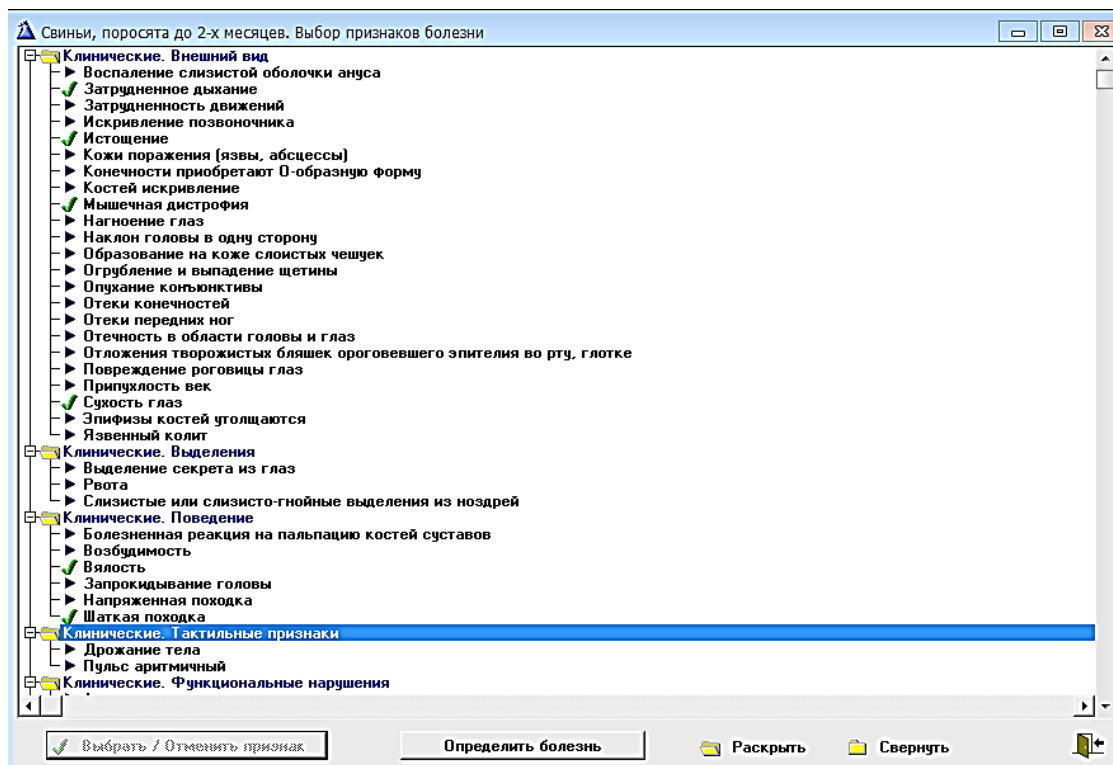 Свиньи, поросята до 2-х месяцев. Выбор признаков болезни
Клинические. Внешний вид
Воспаление слизистой оболочки ануса
Затрудненное дыхание
Затрудненность движений
Искривление позвоночника
Истощение
Кожи поражения (язвы, абсцессы)
Конечности приобретают О-образную форму
Костей искривление
Мышечная дистрофия
Нагноение глаз
Наклон головы в одну сторону
Образование на коже слоистых чешуек
Огрубление и выпадение щетины
Опухание конъюнктивы
Отеки конечностей
Отеки передних ног
Отечность в области головы и глаз
Отложения творожистых бляшек ороговевшего эпителия во рту, глотке
Повреждение роговицы глаз
Припухлость век
Сухость глаз
Эпифизы костей утолщаются
Язвенный колит
Клинические. Выделения
Выделение секрета из глаз
Рвота
Слизистые или слизисто-гнойные выделения из ноздрей
Клинические. Поведение
Болезненная реакция на пальпацию костей суставов
Возбудимость
Вялость
Запрокидывание головы
Напряженная походка
Шаткая походка
Клинические. Тактильные признаки
Дрожание тела
Пульс аритмичный
Клинические. Функциональные нарушения
Выбрать / Отменить признак Определить болезнь Раскрыть Свернуть